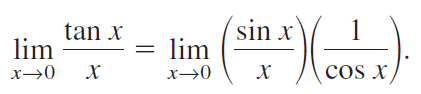 lim x→0 tan x / x = lim x→0 (sin x / x)(1 / cos x).